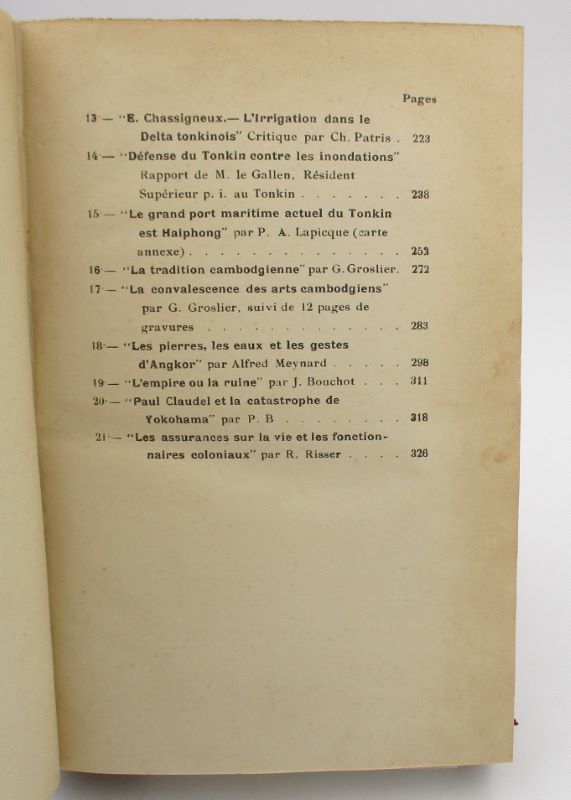 Pages
13 — "E. Chassigneux.— L'Irrigation dans le
Delta tonkinois" Critique par Ch. Patris . 223
14 — "Défense du Tonkin contre les inondations"
Rapport de M. le Gallen, Résident
Supérieur p. i. au Tonkin . . . . . . . 238
15 — "Le grand port maritime actuel du Tonkin
est Haiphong" par P. A. Lapicque (carte
annexe) . . . . . . . . . . . . . . 252
16 — "La tradition cambodgienne" par G. Groslier. 272
17 — "La convalescence des arts cambodgiens"
par G. Groslier, suivi de 12 pages de
gravures . . . . . . . . . . . . . 283
18 — "Les pierres, les eaux et les gestes
d'Angkor" par Alfred Meynard . . . . 298
19 — "L'empire ou la ruine" par J. Bouchot . . . 311
20 — "Paul Claudel et la catastrophe de
Yokohama" par P. B . . . . . . . . 318
21 — "Les assurances sur la vie et les fonction-
naires coloniaux" par R. Risser . . . . 326